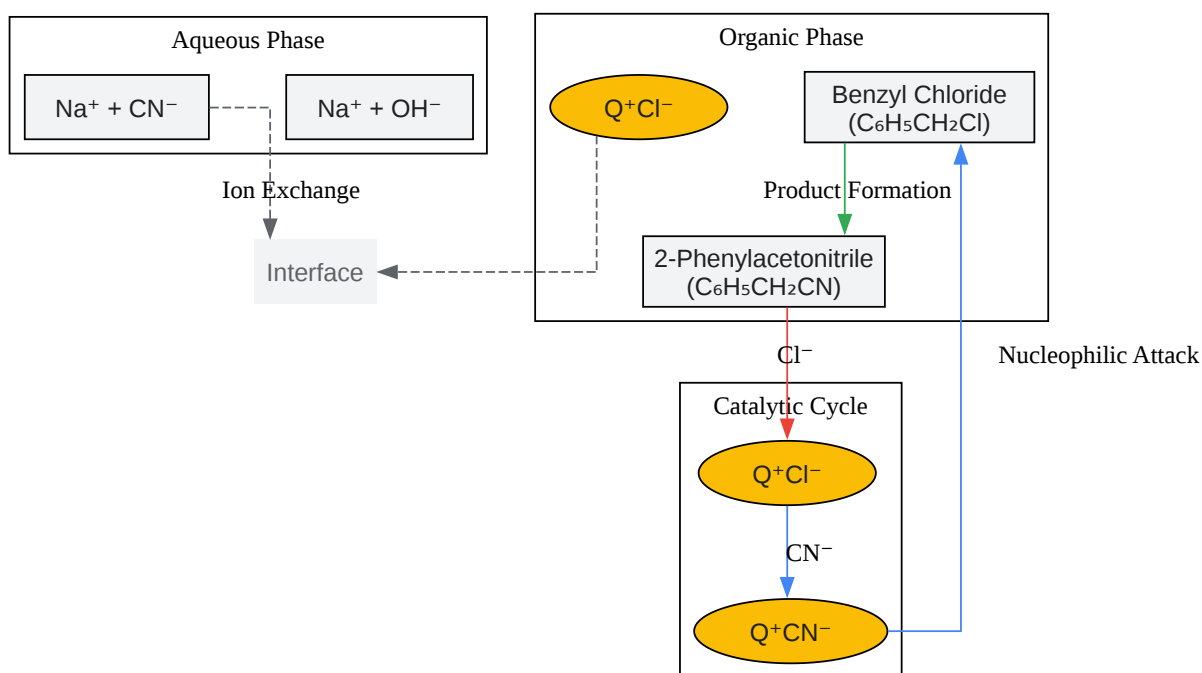 Aqueous Phase
Na⁺ + CN⁻
Na⁺ + OH⁻
Organic Phase
Q⁺Cl⁻
Benzyl Chloride
(C₆H₅CH₂Cl)
Ion Exchange
Product Formation
Interface
2-Phenylacetonitrile
(C₆H₅CH₂CN)
Cl⁻
Nucleophilic Attack
Catalytic Cycle
Q⁺Cl⁻
CN⁻
Q⁺CN⁻